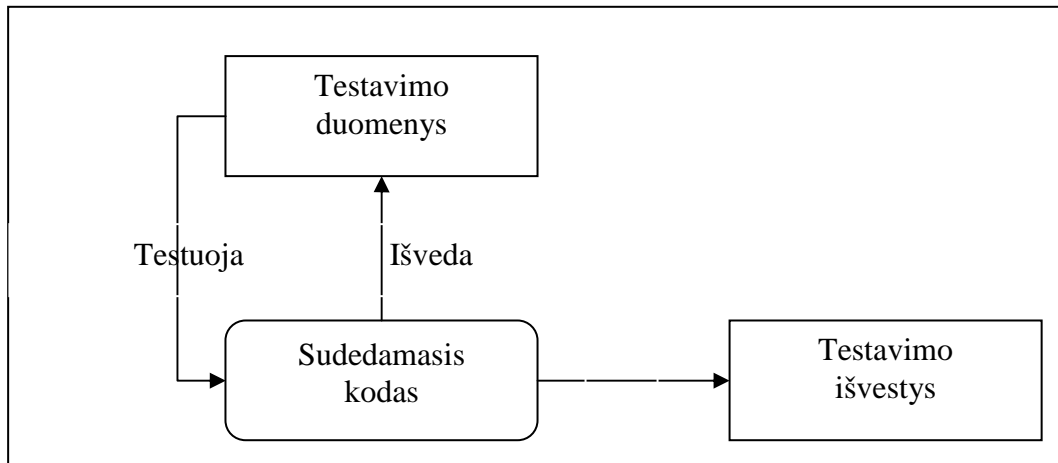 Testavimo
duomenys
Testuoja
Išveda
Sudedamasis
kodas
Testavimo
išvestys